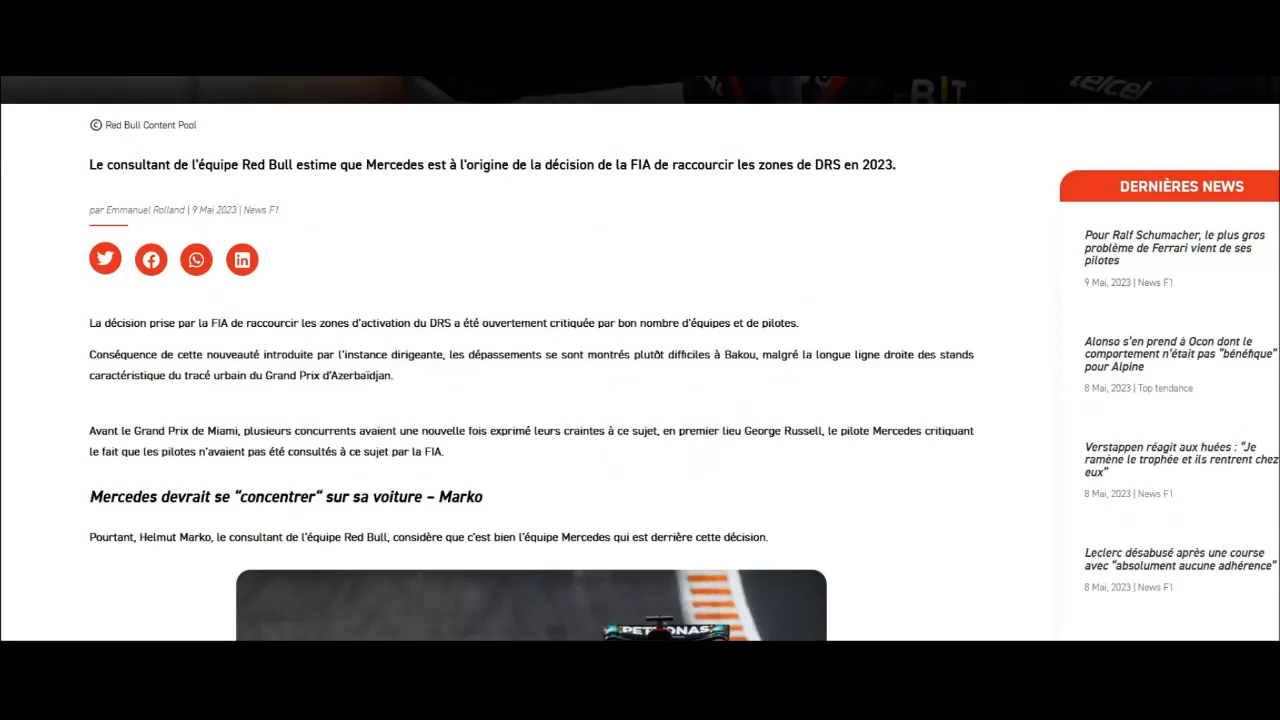 telcel
© Red Bull Content Pool
Le consultant de l'équipe Red Bull estime que Mercedes est à l'origine de la décision de la FIA de raccourcir les zones de DRS en 2023.
par Emmanuel Rolland | 9 Mai 2023 | News F1
La décision prise par la FIA de raccourcir les zones d'activation du DRS a été ouvertement critiquée par bon nombre d'équipes et de pilotes.
Conséquence de cette nouveauté introduite par l'instance dirigeante, les dépassements se sont montrés plutôt difficiles à Bakou, malgré la longue ligne droite des stands
caractéristique du tracé urbain du Grand Prix d'Azerbaïdjan.
Avant le Grand Prix de Miami, plusieurs concurrents avaient une nouvelle fois exprimé leurs craintes à ce sujet, en premier lieu George Russell, le pilote Mercedes critiquant
le fait que les pilotes n'avaient pas été consultés à ce sujet par la FIA.
Mercedes devrait se "concentrer" sur sa voiture – Marko
Pourtant, Helmut Marko, le consultant de l'équipe Red Bull, considère que c'est bien l'équipe Mercedes qui est derrière cette décision.
PETRONAS
DERNIÈRES NEWS
Pour Ralf Schumacher, le plus gros
problème de Ferrari vient de ses
pilotes
9 Mai, 2023 | News F1
Alonso s'en prend à Ocon dont le
comportement n'était pas "bénéfique"
pour Alpine
8 Mai, 2023 | Top tendance
Verstappen réagit aux huées : "Je
ramène le trophée et ils rentrent chez
eux"
8 Mai, 2023 | News F1
Leclerc désabusé après une course
avec "absolument aucune adhérence"
8 Mai, 2023 | News F1